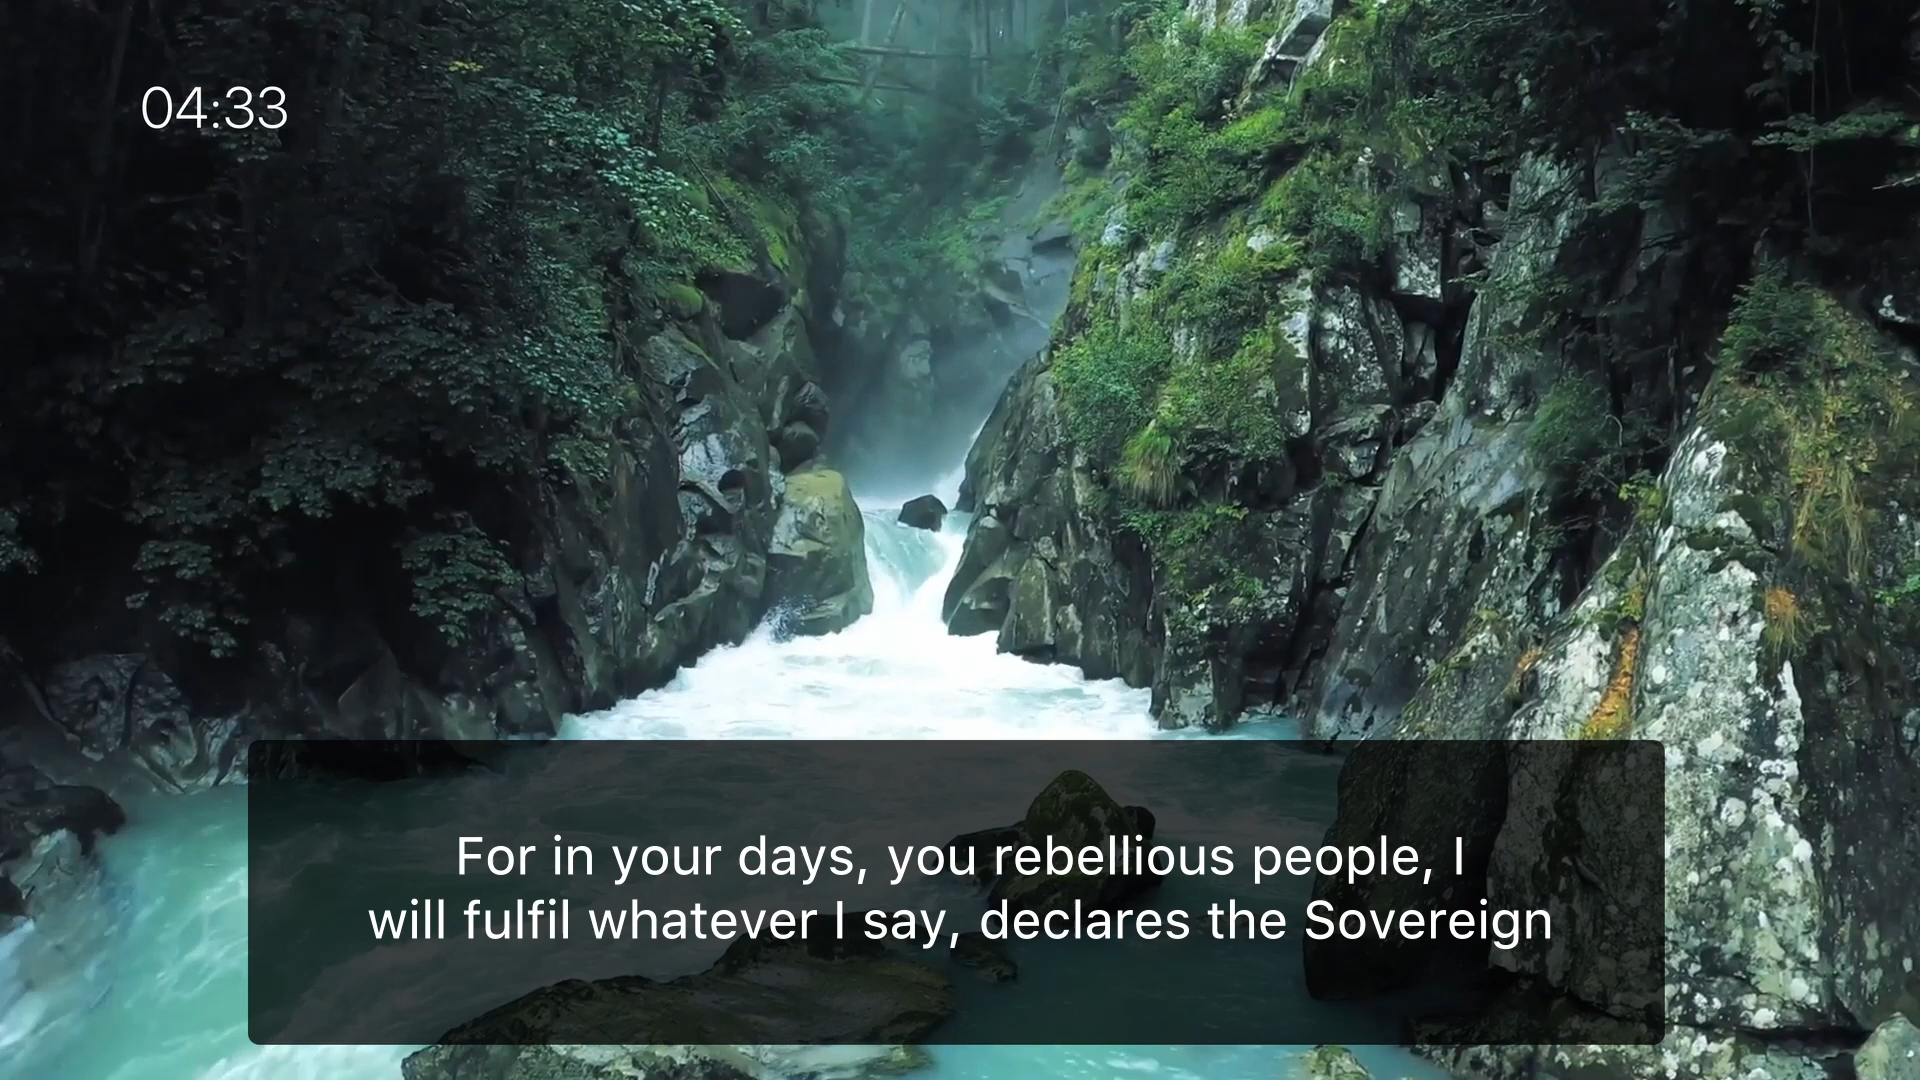 04:33
For in your days, you rebellious people, I
will fulfil whatever I say, declares the Sovereign